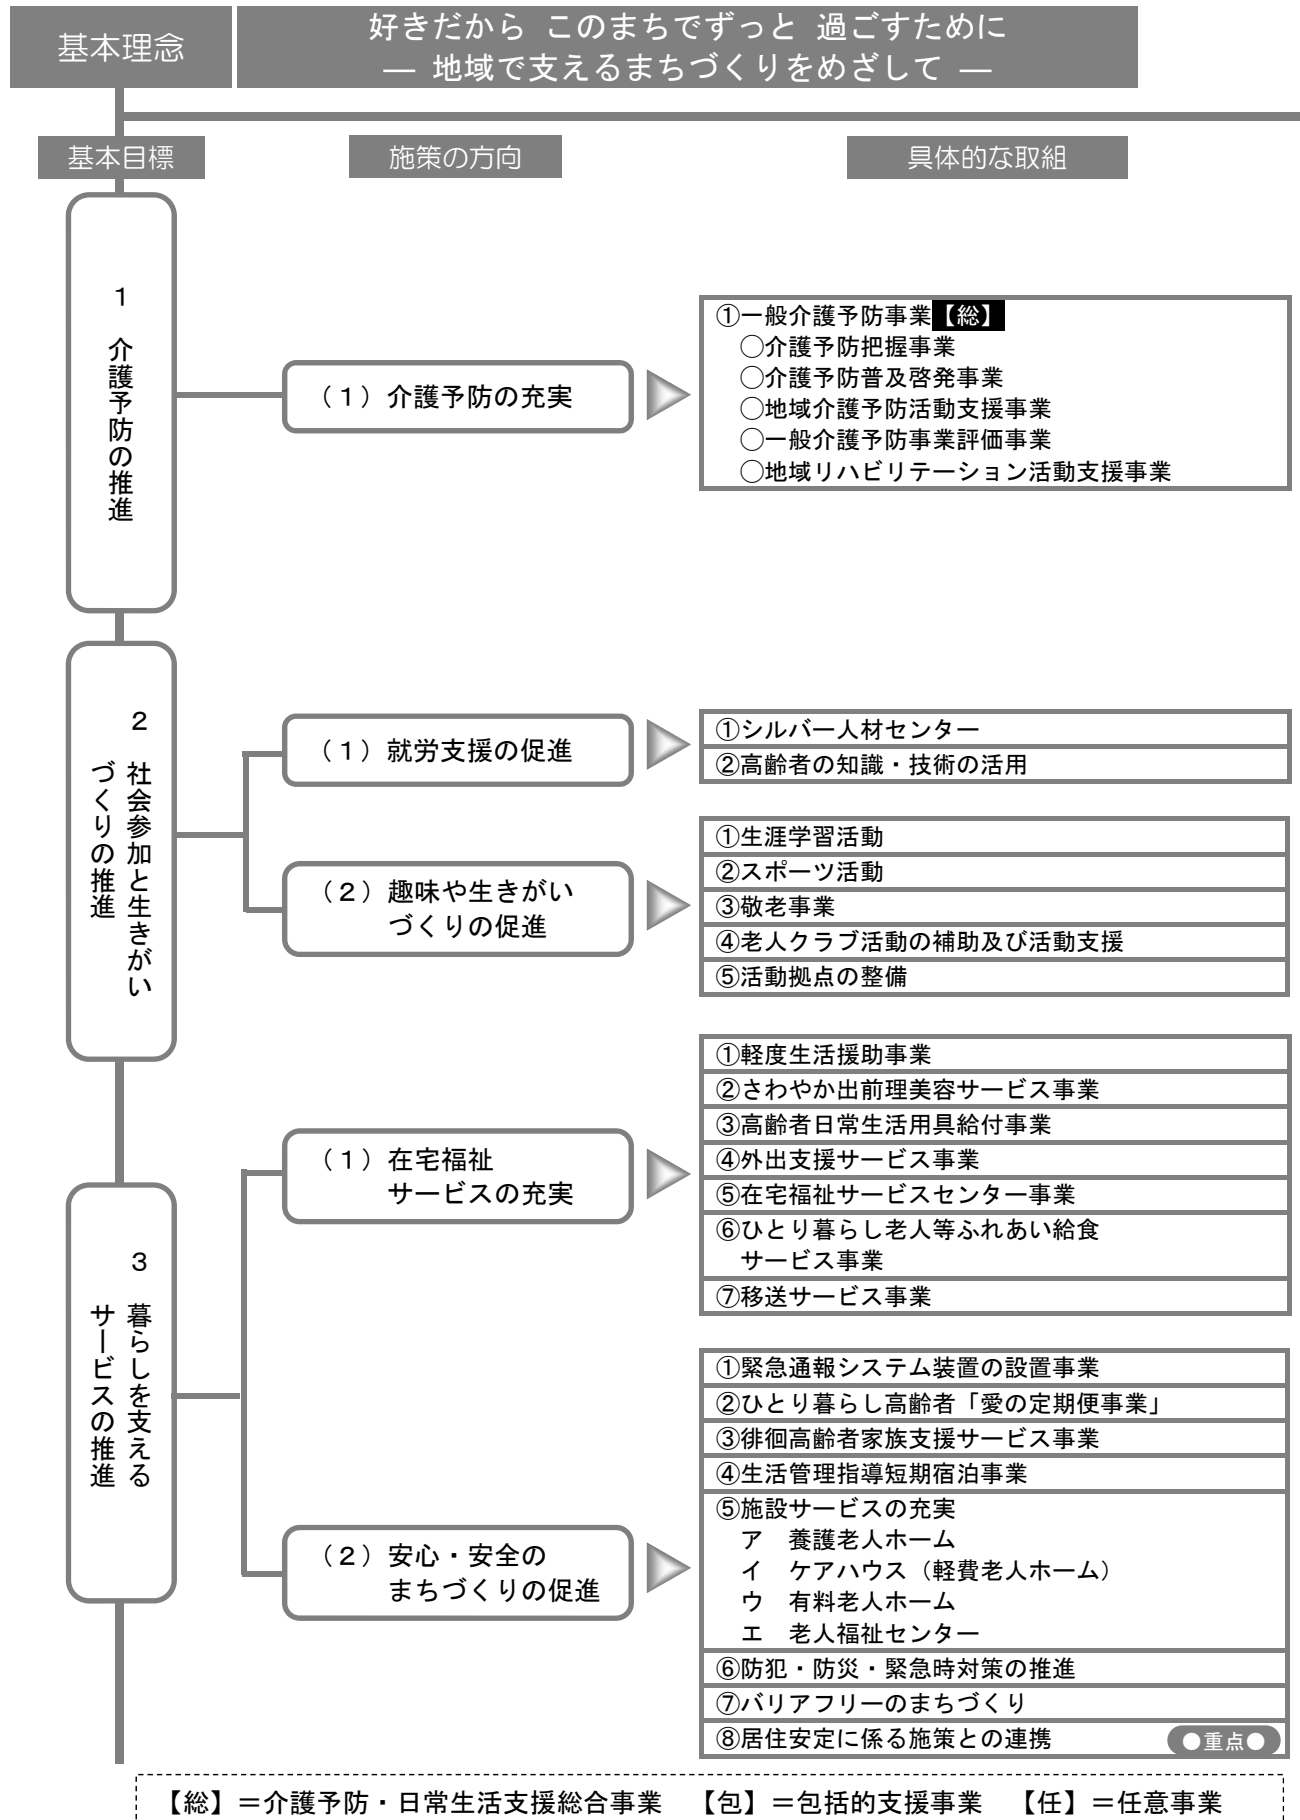 基本理念
好きだから このまちでずっと 過ごすために
― 地域で支えるまちづくりをめざして ―
基本目標
施策の方向
具体的な取組
1 介護予防の推進
（１）介護予防の充実
①一般介護予防事業【総】
○介護予防把握事業
○介護予防普及啓発事業
○地域介護予防活動支援事業
○一般介護予防事業評価事業
○地域リハビリテーション活動支援事業
2 社会参加と生きがい
づくりの推進
（１）就労支援の促進
①シルバー人材センター
②高齢者の知識・技術の活用
（２）趣味や生きがい
づくりの促進
①生涯学習活動
②スポーツ活動
③敬老事業
④老人クラブ活動の補助及び活動支援
⑤活動拠点の整備
3 暮らしを支える
サービスの推進
（１）在宅福祉
サービスの充実
①軽度生活援助事業
②さわやか出前理美容サービス事業
③高齢者日常生活用具給付事業
④外出支援サービス事業
⑤在宅福祉サービスセンター事業
⑥ひとり暮らし老人等ふれあい給食
サービス事業
⑦移送サービス事業
（２）安心・安全の
まちづくりの促進
①緊急通報システム装置の設置事業
②ひとり暮らし高齢者「愛の定期便事業」
③徘徊高齢者家族支援サービス事業
④生活管理指導短期宿泊事業
⑤施設サービスの充実
ア 養護老人ホーム
イ ケアハウス（軽費老人ホーム）
ウ 有料老人ホーム
エ 老人福祉センター
⑥防犯・防災・緊急時対策の推進
⑦バリアフリーのまちづくり
⑧居住安定に係る施策との連携 ●重点●
【総】＝介護予防・日常生活支援総合事業 【包】＝包括的支援事業 【任】＝任意事業